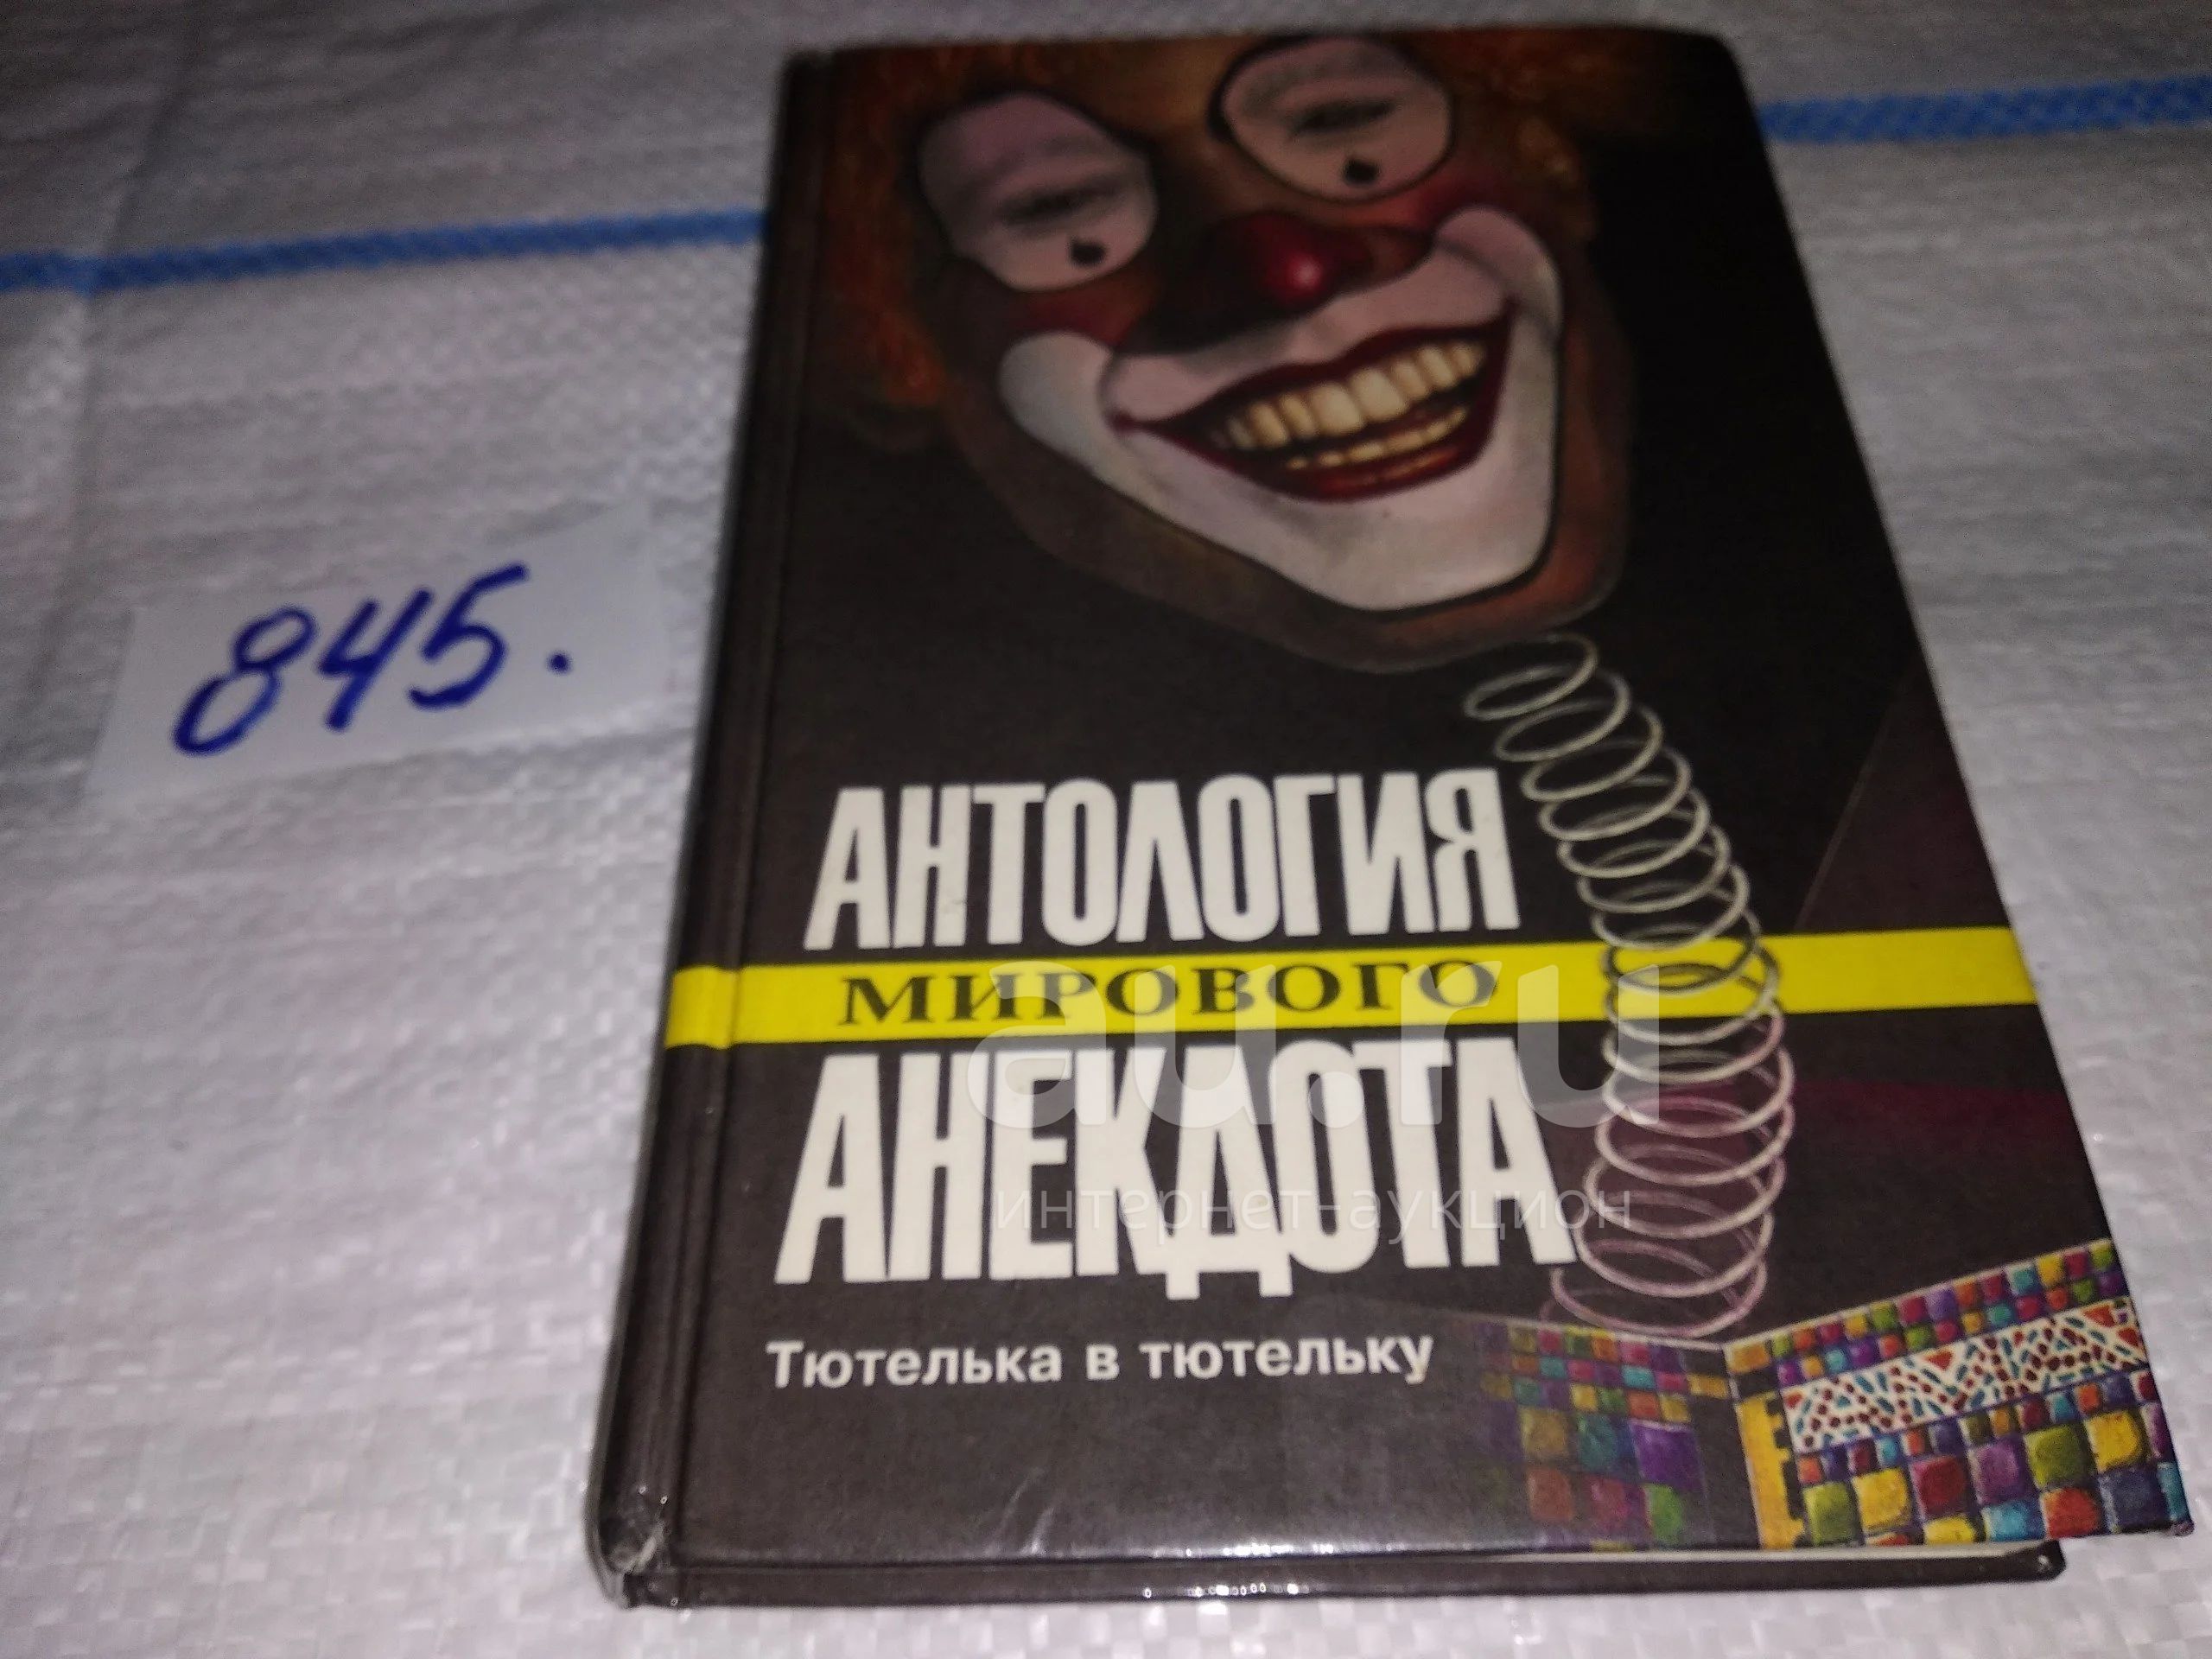 845.
АНТОЛОГИЯ
МИРОВОГО
АНЕКДОТА
Тютелька в тютельку
au.ru
интернет-аукцион